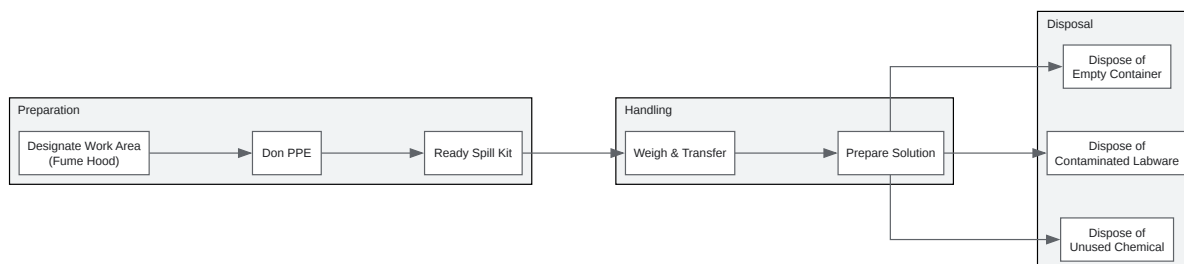 Preparation
Designate Work Area
(Fume Hood)
Don PPE
Ready Spill Kit
Handling
Weigh & Transfer
Prepare Solution
Disposal
Dispose of
Empty Container
Dispose of
Contaminated Labware
Dispose of
Unused Chemical